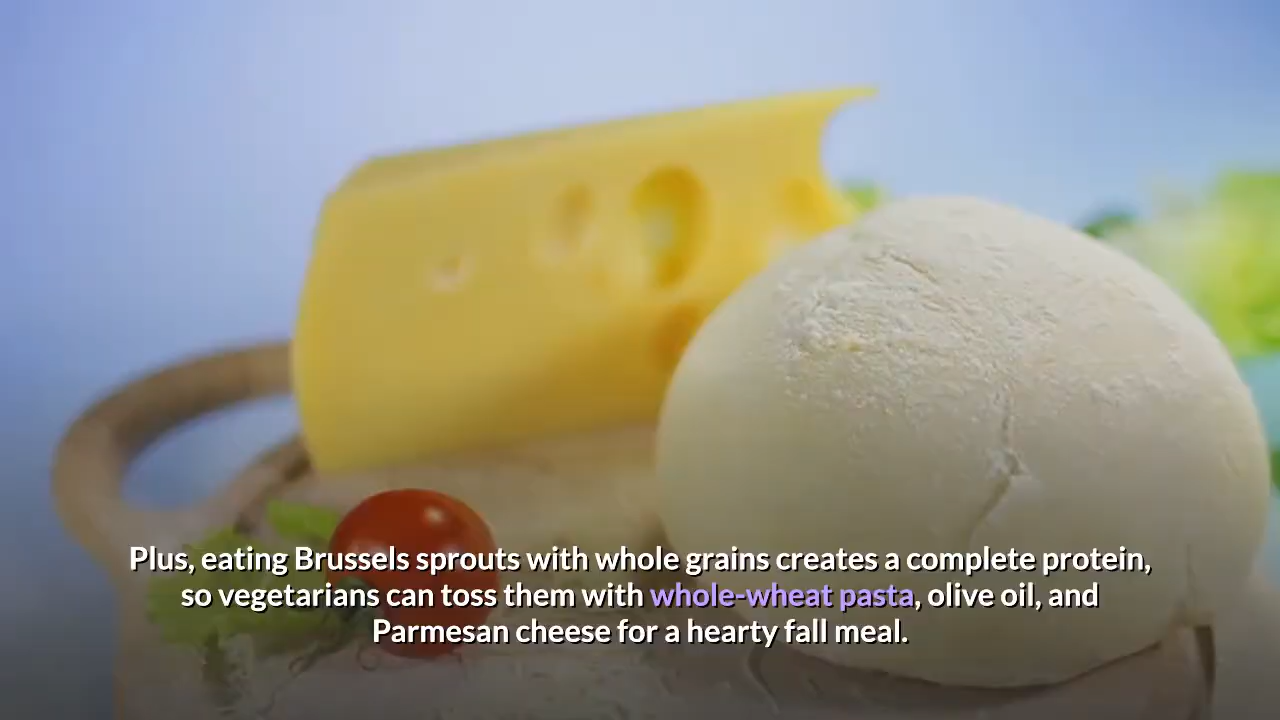 Plus, eating Brussels sprouts with whole grains creates a complete protein,
so vegetarians can toss them with whole-wheat pasta, olive oil, and
Parmesan cheese for a hearty fall meal.